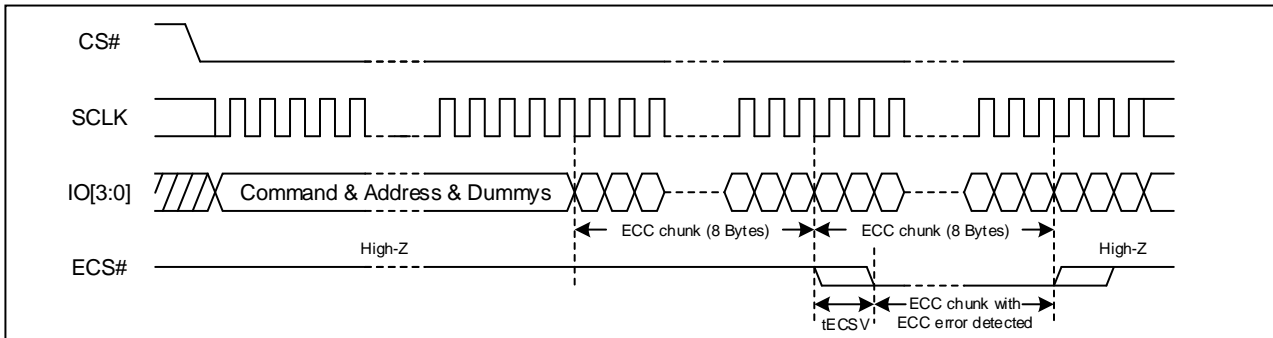 CS#
SCLK
IO[3:0]
Command & Address & Dummys
ECC chunk (8 Bytes)
ECC chunk (8 Bytes)
High-Z
High-Z
ECS#
tECSV
ECC chunk with
ECC error detected